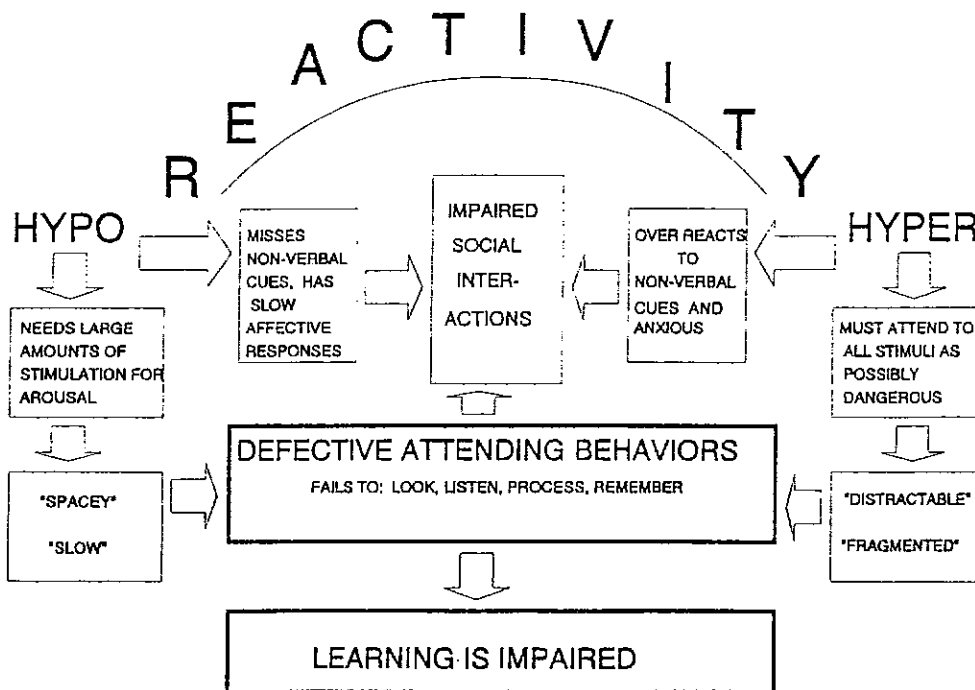 REACTIVITY
HYPO
HYPER
MISSES
NON-VERBAL
CUES, HAS
SLOW
AFFECTIVE
RESPONSES
IMPAIRED
SOCIAL
INTER-
ACTIONS
OVER REACTS
TO
NON-VERBAL
CUES AND
ANXIOUS
NEEDS LARGE
AMOUNTS OF
STIMULATION FOR
AROUSAL
MUST ATTEND TO
ALL STIMULI AS
POSSIBLY
DANGEROUS
DEFECTIVE ATTENDING BEHAVIORS
FAILS TO: LOOK, LISTEN, PROCESS, REMEMBER
"SPACEY"
"SLOW"
"DISTRACTABLE"
"FRAGMENTED"
LEARNING IS IMPAIRED